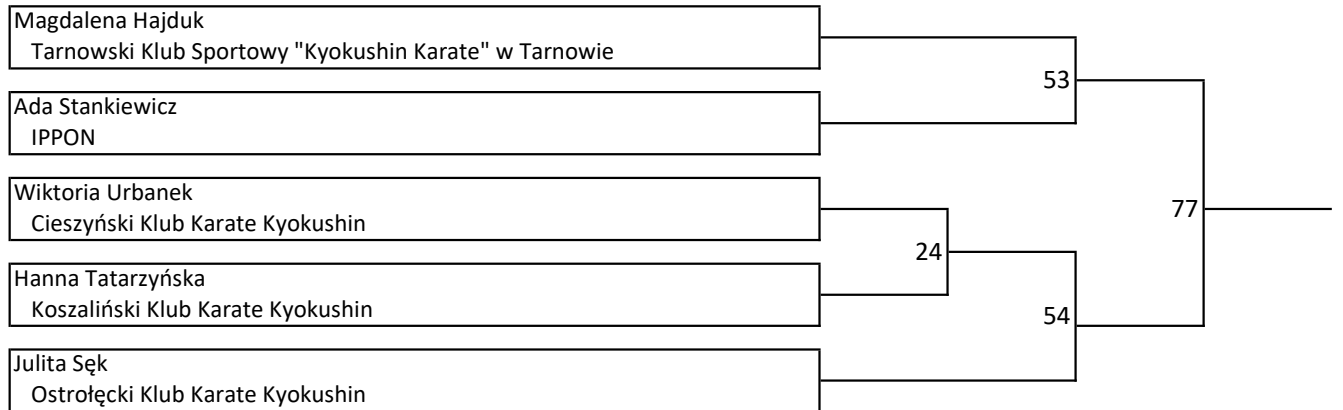 Magdalena Hajduk
Tarnowski Klub Sportowy "Kyokushin Karate" w Tarnowie
53
Ada Stankiewicz
IPPON
Wiktoria Urbanek
Cieszyński Klub Karate Kyokushin
77
24
Hanna Tatarzyńska
Koszaliński Klub Karate Kyokushin
54
Julita Sęk
Ostrołęcki Klub Karate Kyokushin